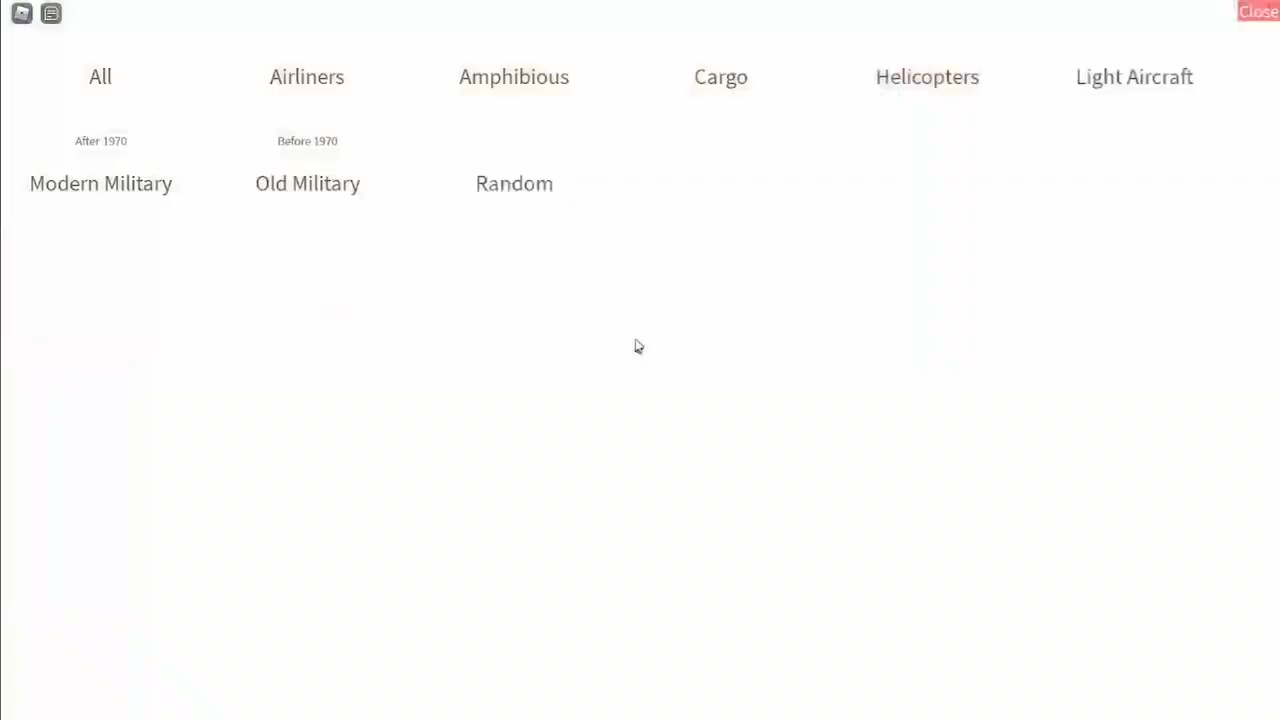 Close
All
Airliners
Amphibious
Cargo
Helicopters
Light Aircraft
After 1970
Modern Military
Before 1970
Old Military
Random